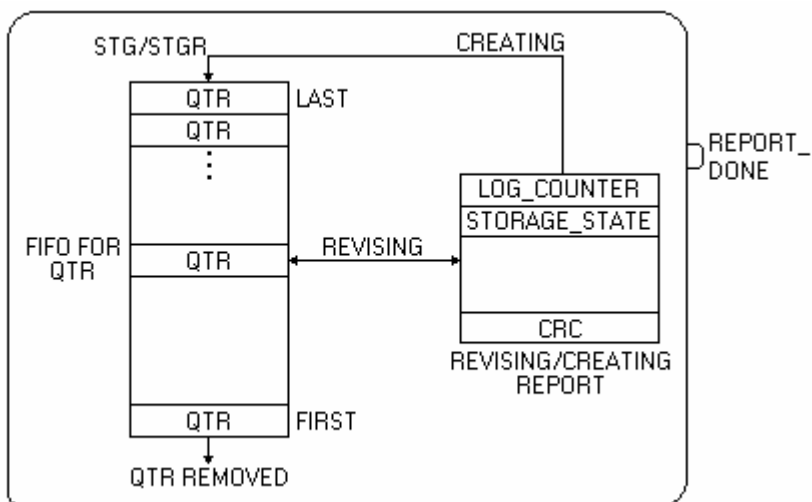 STG/STGR
CREATING
QTR
LAST
QTR
REPORT_
DONE
LOG_COUNTER
STORAGE_STATE
FIFO FOR
QTR
QTR
REVISING
CRC
REVISING/CREATING
REPORT
QTR
FIRST
QTR REMOVED